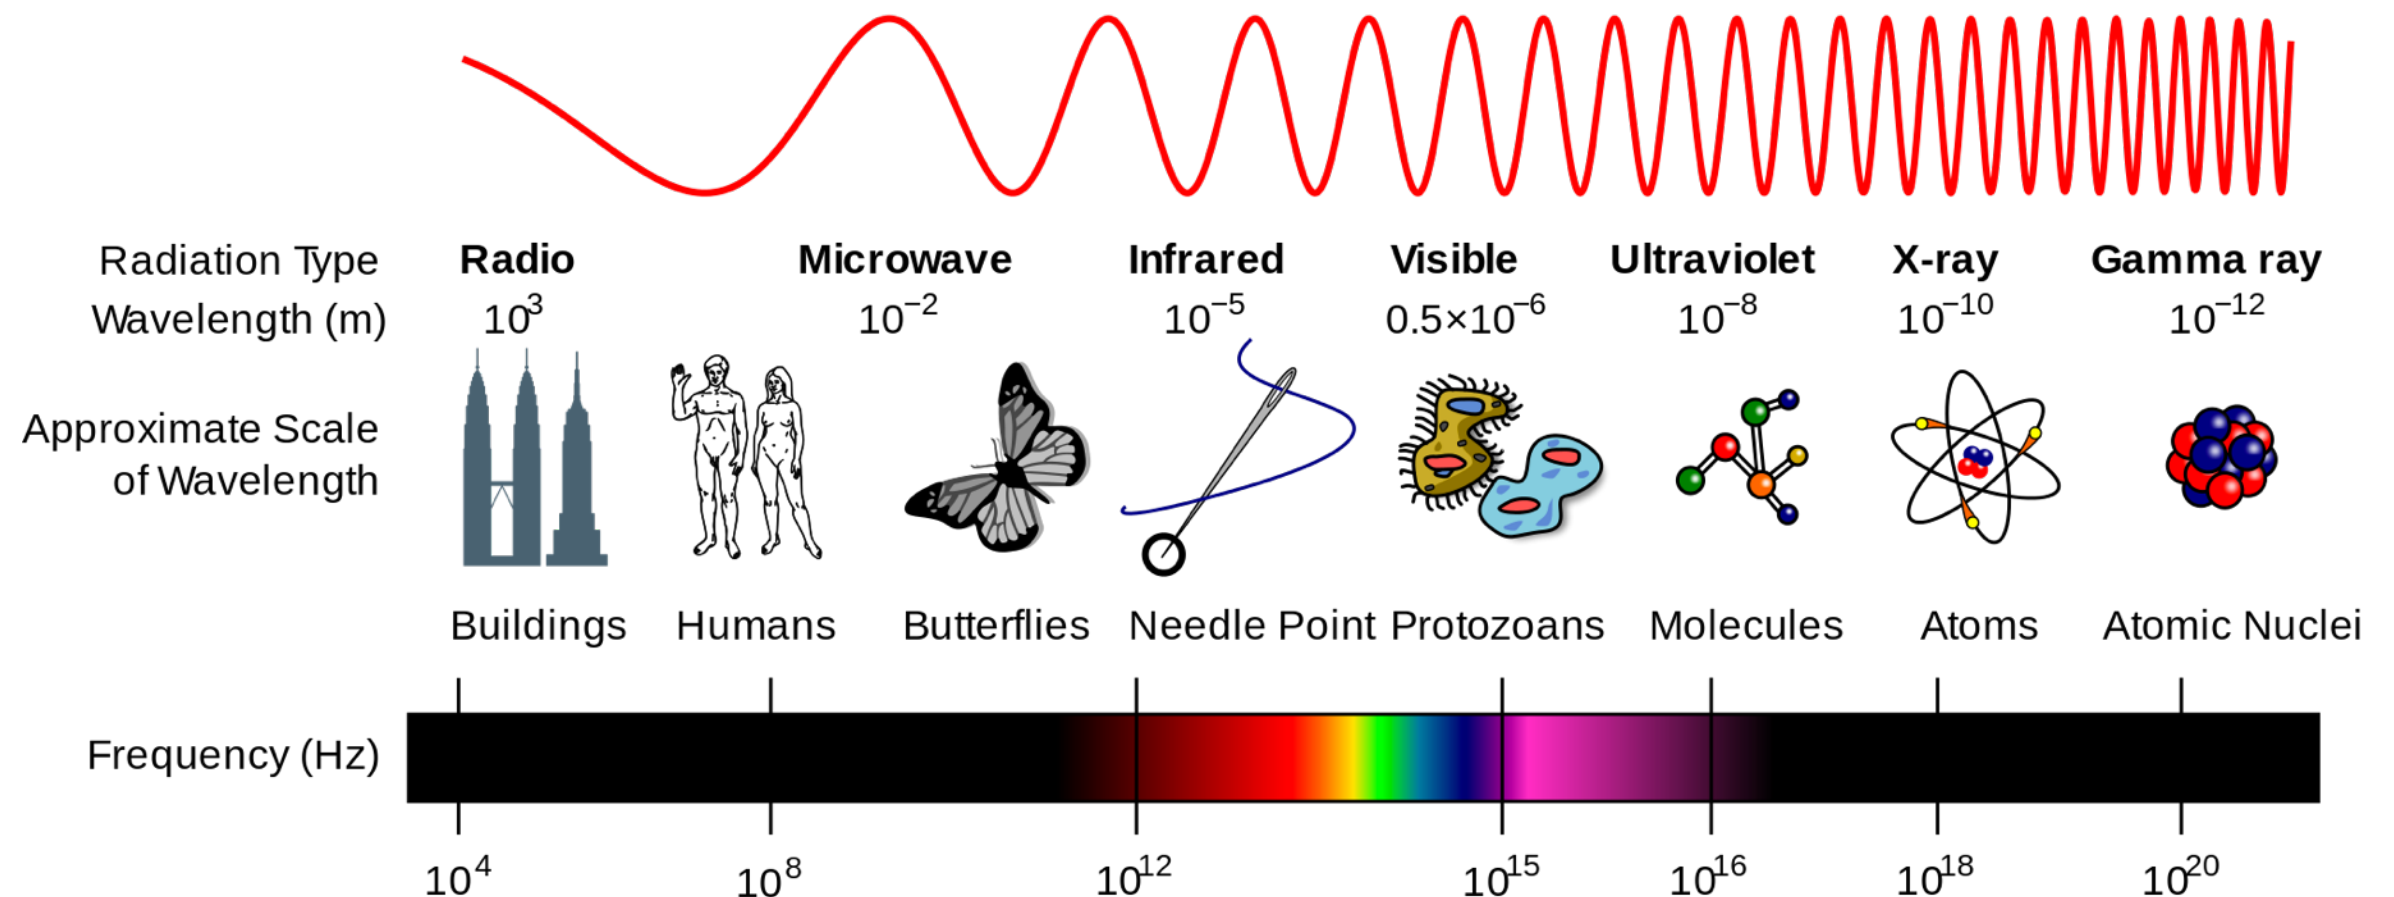 Radiation Type Radio Microwave Infrared Visible Ultraviolet X-ray Gamma ray
Wavelength (m) 10³ 10⁻² 10⁻⁵ 0.5×10⁻⁶ 10⁻⁸ 10⁻¹⁰ 10⁻¹²
Approximate Scale
of Wavelength
Buildings Humans Butterflies Needle Point Protozoans Molecules Atoms Atomic Nuclei
Frequency (Hz)
10⁴ 10⁸ 10¹² 10¹⁵ 10¹⁶ 10¹⁸ 10²⁰